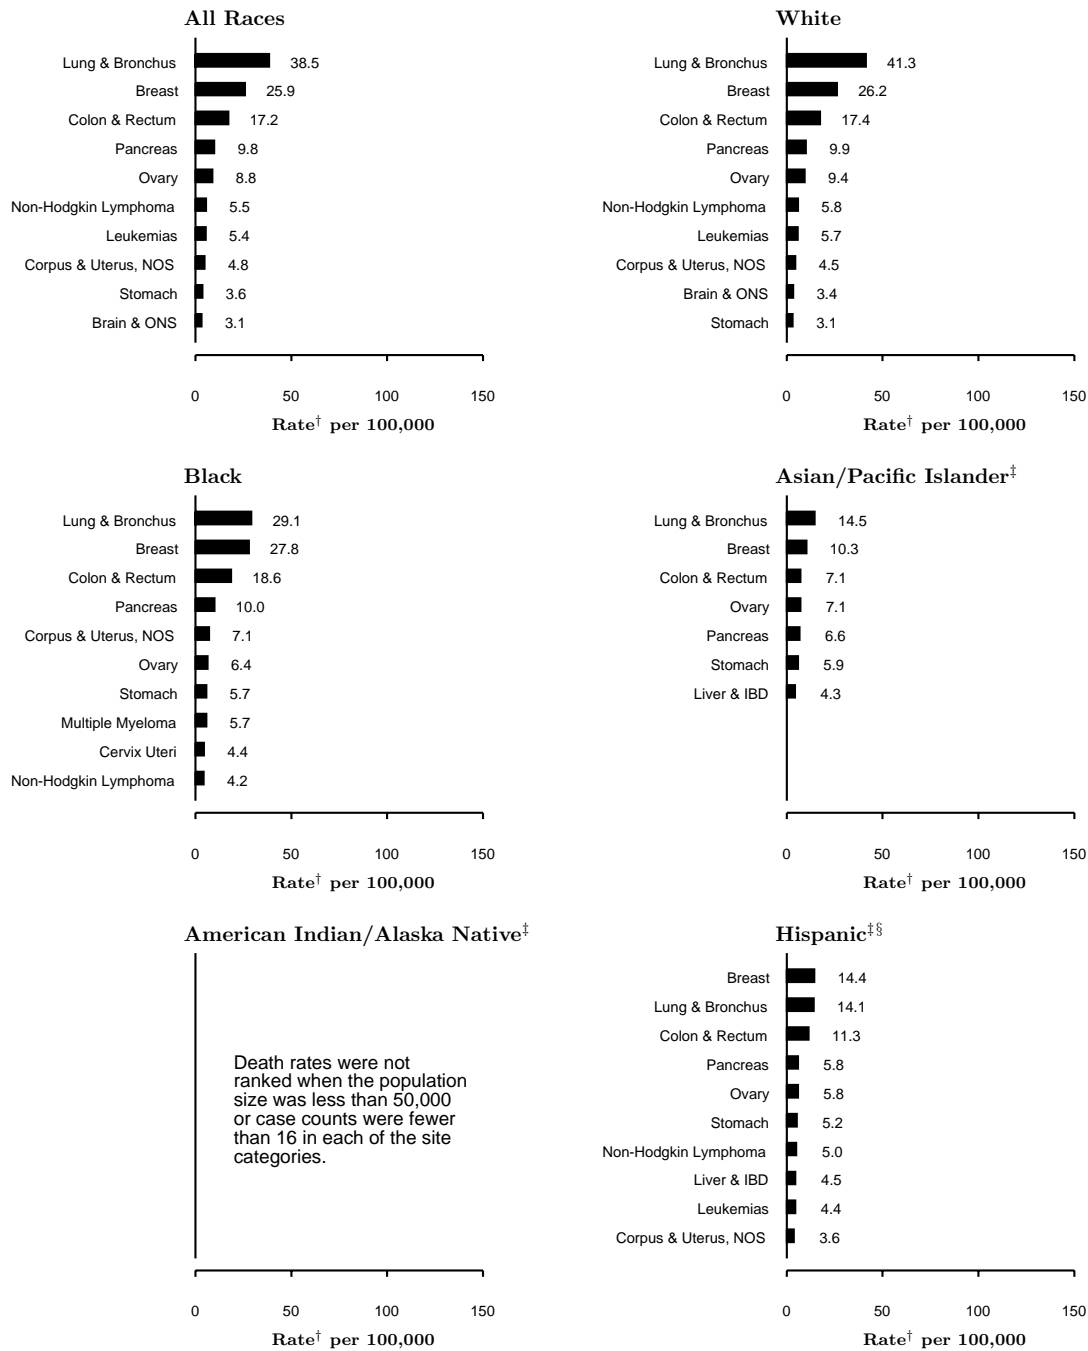 All Races
Lung & Bronchus 38.5
Breast 25.9
Colon & Rectum 17.2
Pancreas 9.8
Ovary 8.8
Non-Hodgkin Lymphoma 5.5
Leukemias 5.4
Corpus & Uterus, NOS 4.8
Stomach 3.6
Brain & ONS 3.1
0 50 100 150
Rate† per 100,000
White
Lung & Bronchus 41.3
Breast 26.2
Colon & Rectum 17.4
Pancreas 9.9
Ovary 9.4
Non-Hodgkin Lymphoma 5.8
Leukemias 5.7
Corpus & Uterus, NOS 4.5
Brain & ONS 3.4
Stomach 3.1
0 50 100 150
Rate† per 100,000
Black
Lung & Bronchus 29.1
Breast 27.8
Colon & Rectum 18.6
Pancreas 10.0
Corpus & Uterus, NOS 7.1
Ovary 6.4
Stomach 5.7
Multiple Myeloma 5.7
Cervix Uteri 4.4
Non-Hodgkin Lymphoma 4.2
0 50 100 150
Rate† per 100,000
Asian/Pacific Islander‡
Lung & Bronchus 14.5
Breast 10.3
Colon & Rectum 7.1
Ovary 7.1
Pancreas 6.6
Stomach 5.9
Liver & IBD 4.3
0 50 100 150
Rate† per 100,000
American Indian/Alaska Native‡
Death rates were not
ranked when the population
size was less than 50,000
or case counts were fewer
than 16 in each of the site
categories.
0 50 100 150
Rate† per 100,000
Hispanic‡§
Breast 14.4
Lung & Bronchus 14.1
Colon & Rectum 11.3
Pancreas 5.8
Ovary 5.8
Stomach 5.2
Non-Hodgkin Lymphoma 5.0
Liver & IBD 4.5
Leukemias 4.4
Corpus & Uterus, NOS 3.6
0 50 100 150
Rate† per 100,000